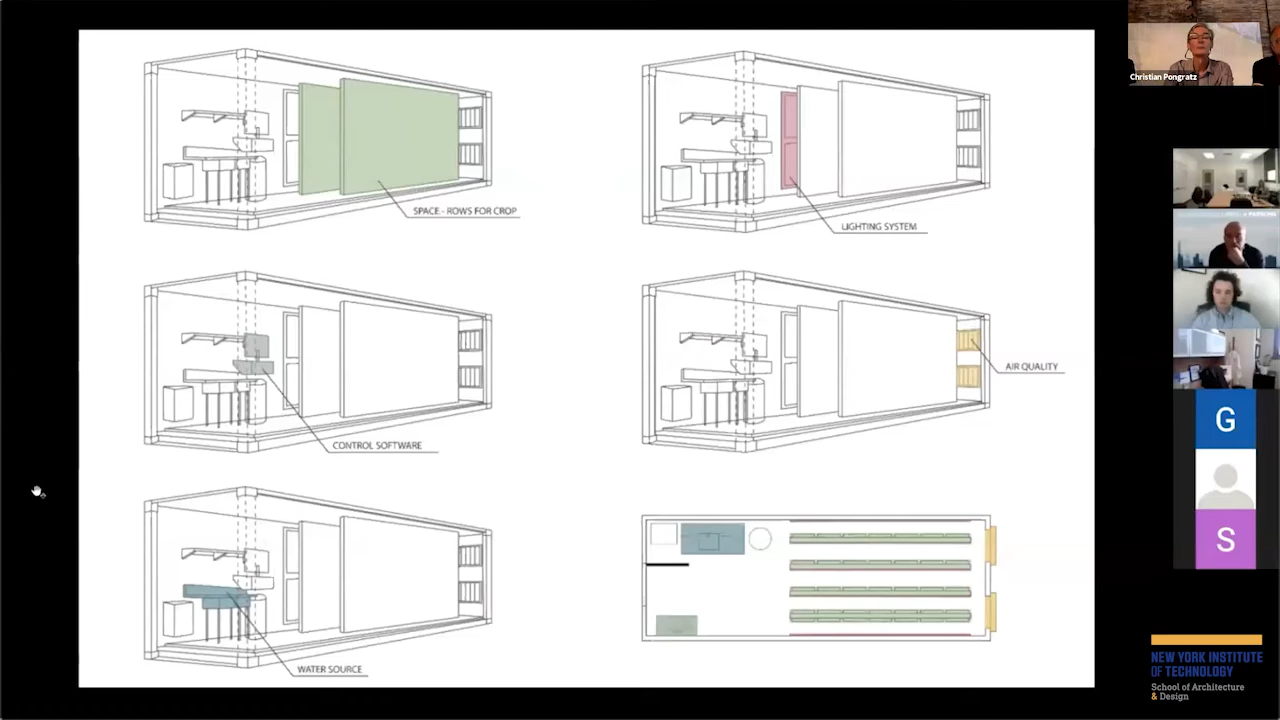 SPACE - ROWS FOR CROP
LIGHTING SYSTEM
CONTROL SOFTWARE
AIR QUALITY
WATER SOURCE
Christian Pongratz
G
S
NEW YORK INSTITUTE
OF TECHNOLOGY
School of Architecture
& Design